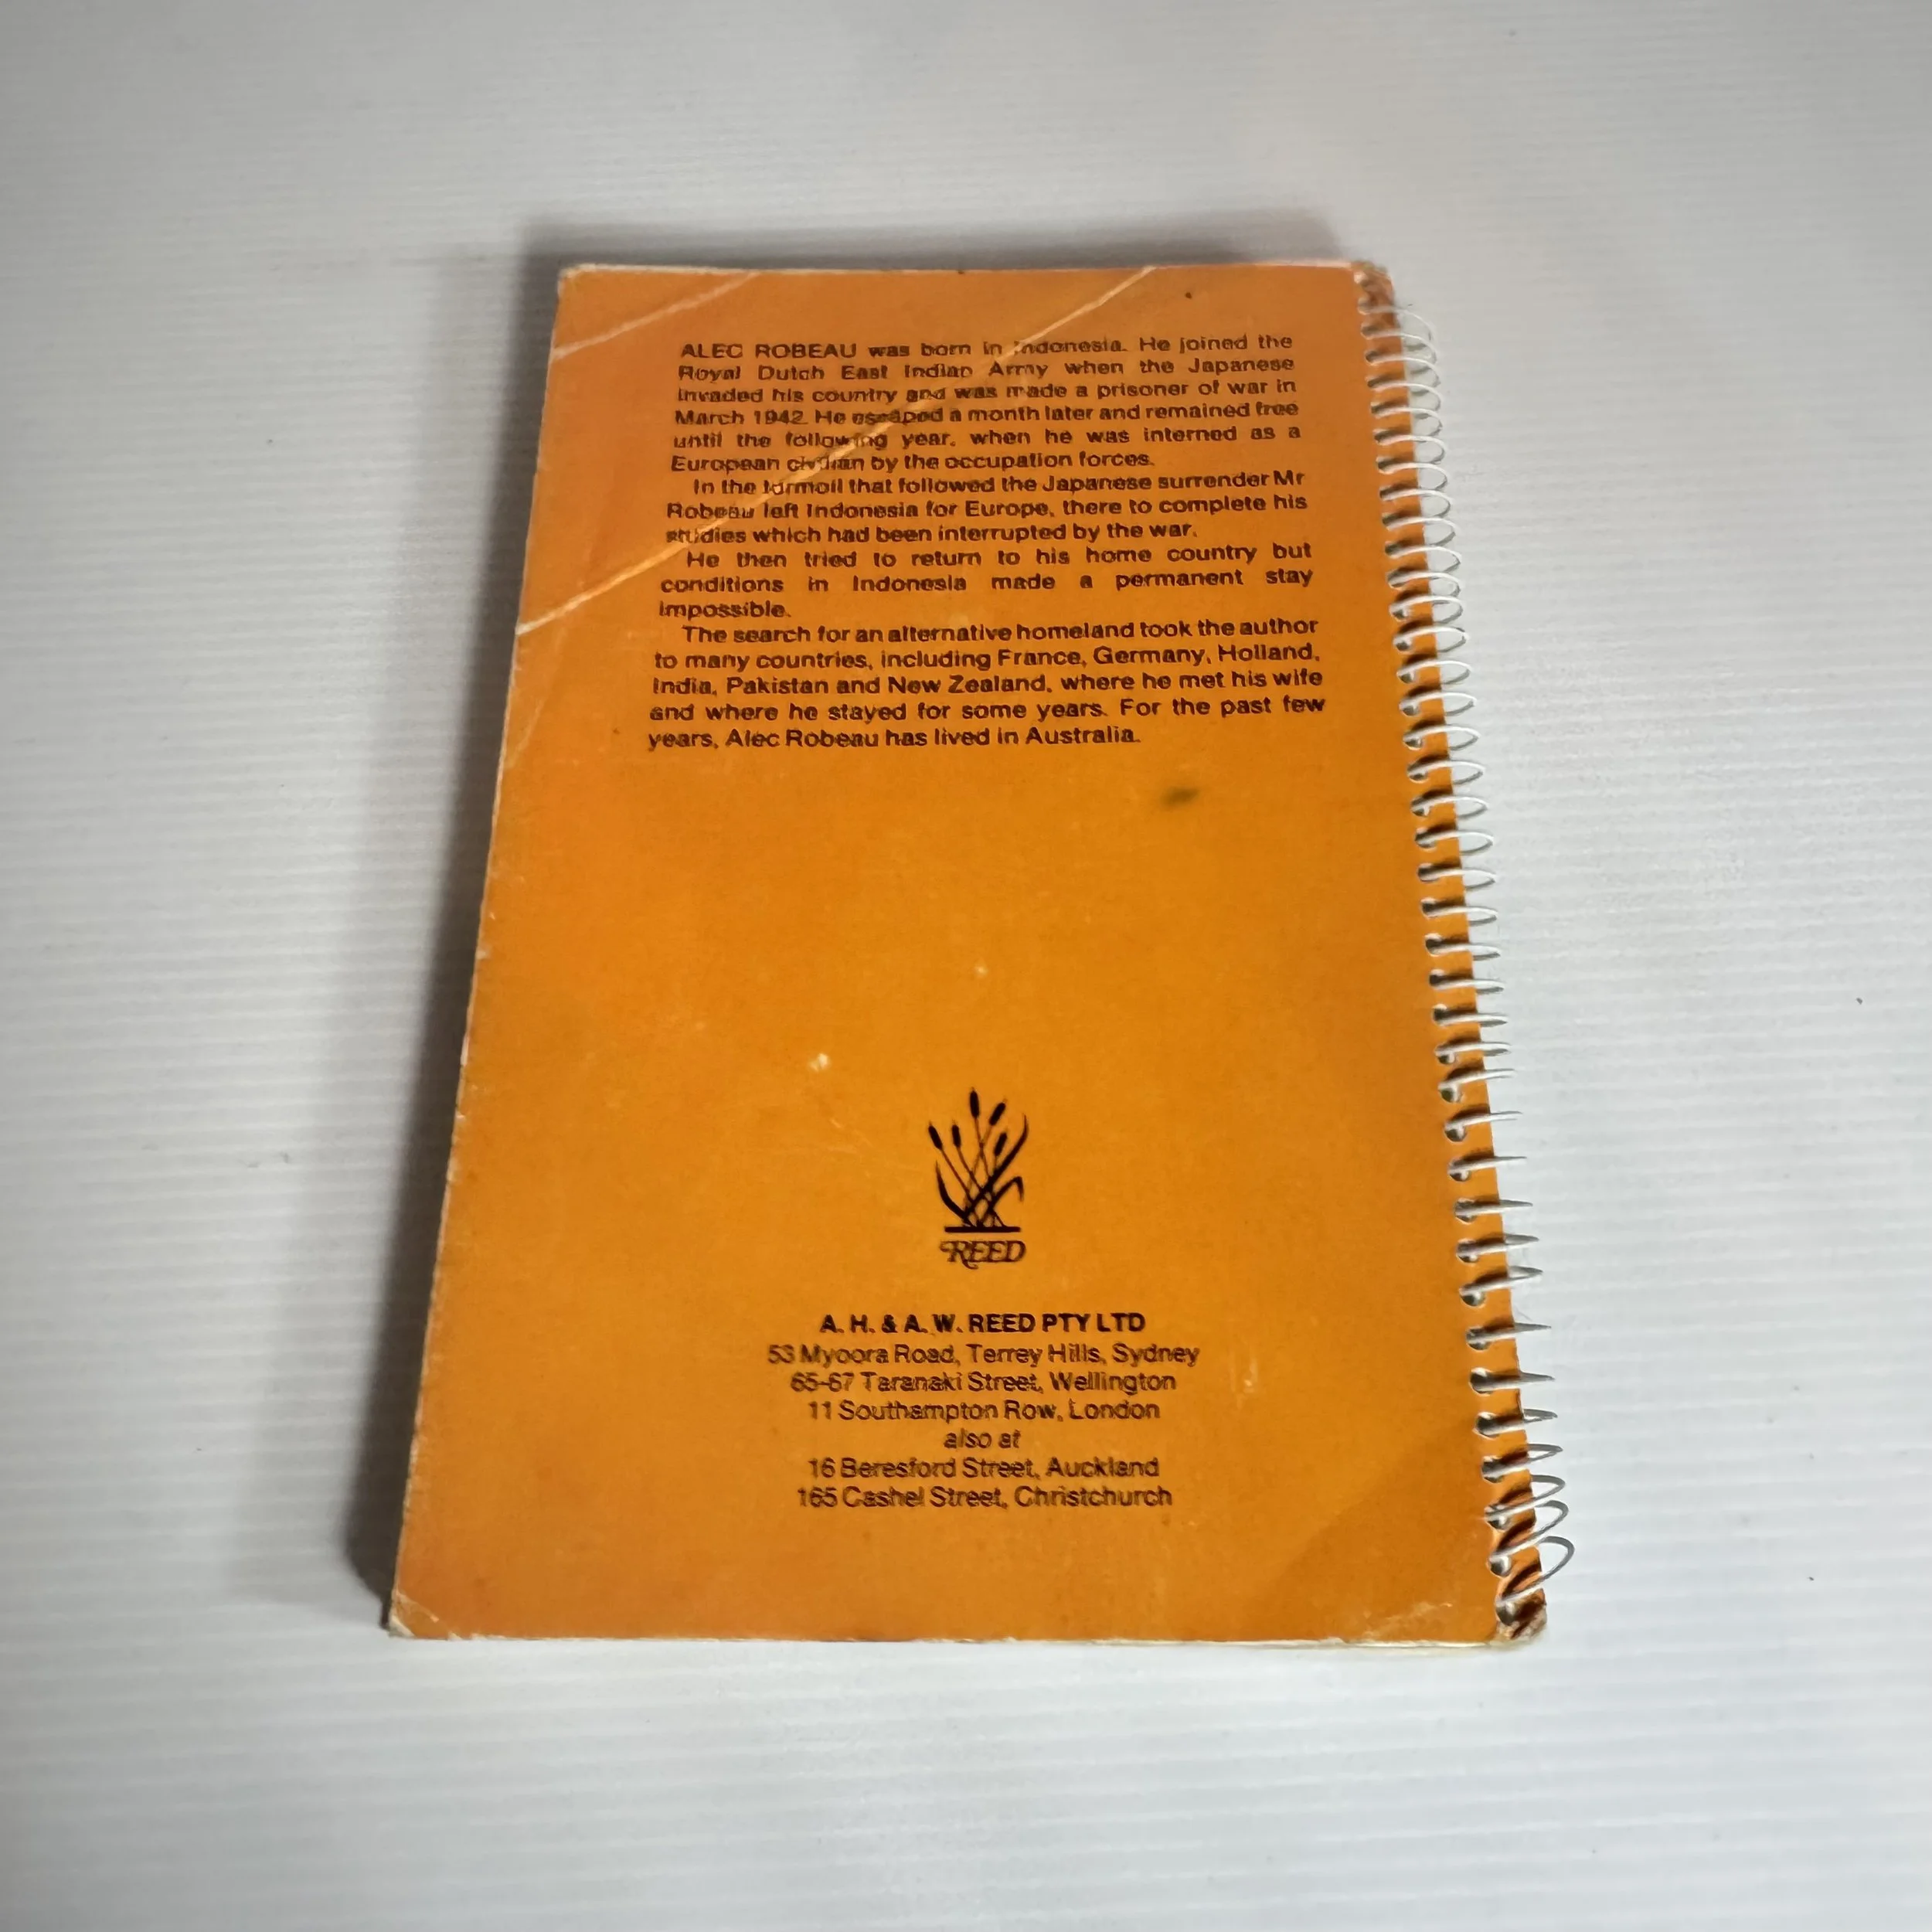 ALEC ROBEAU was born in Indonesia. He joined the
Royal Dutch East Indian Army when the Japanese
invaded his country and was made a prisoner of war in
March 1942. He escaped a month later and remained free
until the following year, when he was interned as a
European civilian by the occupation forces.
In the turmoil that followed the Japanese surrender Mr
Robeau left Indonesia for Europe, there to complete his
studies which had been interrupted by the war.
He then tried to return to his home country but
conditions in Indonesia made a permanent stay
impossible.
The search for an alternative homeland took the author
to many countries, including France, Germany, Holland,
India, Pakistan and New Zealand, where he met his wife
and where he stayed for some years. For the past few
years, Alec Robeau has lived in Australia.
REED
A. H. & A. W. REED PTY LTD
53 Myoora Road, Terrey Hills, Sydney
65-67 Taranaki Street, Wellington
11 Southampton Row, London
also at
16 Beresford Street, Auckland
165 Cashel Street, Christchurch